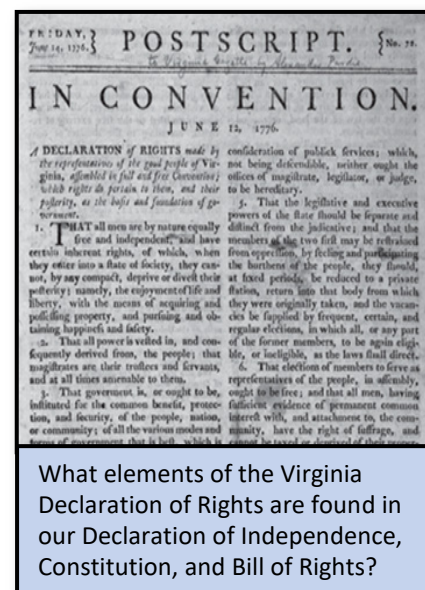 FRIDAY,
June 14, 1776.
POSTSCRIPT.
No. 72.
to Virginia Gazette by Alexander Purdie
IN CONVENTION.
JUNE 12, 1776.
A DECLARATION of RIGHTS made by
the representatives of the good people of Vir-
ginia, assembled in full and free Convention;
which rights do pertain to them, and their
posterity, as the basis and foundation of go-
vernment.
1. THAT all men are by nature equally
free and independent, and have
certain inherent rights, of which, when
they enter into a state of society, they can-
not, by any compact, deprive or divest their
posterity; namely, the enjoyment of life and
liberty, with the means of acquiring and
possessing property, and pursuing and ob-
taining happiness and safety.
2. That all power is vested in, and con-
sequently derived from, the people; that
magistrates are their trustees and servants,
and at all times amenable to them.
3. That government is, or ought to be,
instituted for the common benefit, protec-
tion, and security, of the people, nation,
or community; of all the various modes and
forms of government that is best, which is
consideration of publick services; which,
not being descendible, neither ought the
offices of magistrate, legislator, or judge,
to be hereditary.
5. That the legislative and executive
powers of the state should be separate and
distinct from the judicative; and that the
members of the two first may be restrained
from oppression, by feeling and participating
the burthens of the people, they should,
at fixed periods, be reduced to a private
station, return into that body from which
they were originally taken, and the vacan-
cies be supplied by frequent, certain, and
regular elections, in which all, or any part
of the former members, to be again eligi-
ble, or ineligible, as the laws shall direct.
6. That elections of members to serve as
representatives of the people, in assembly,
ought to be free; and that all men, having
sufficient evidence of permanent common
interest with, and attachment to, the com-
munity, have the right of suffrage, and
cannot be taxed or deprived of their proper-
What elements of the Virginia
Declaration of Rights are found in
our Declaration of Independence,
Constitution, and Bill of Rights?